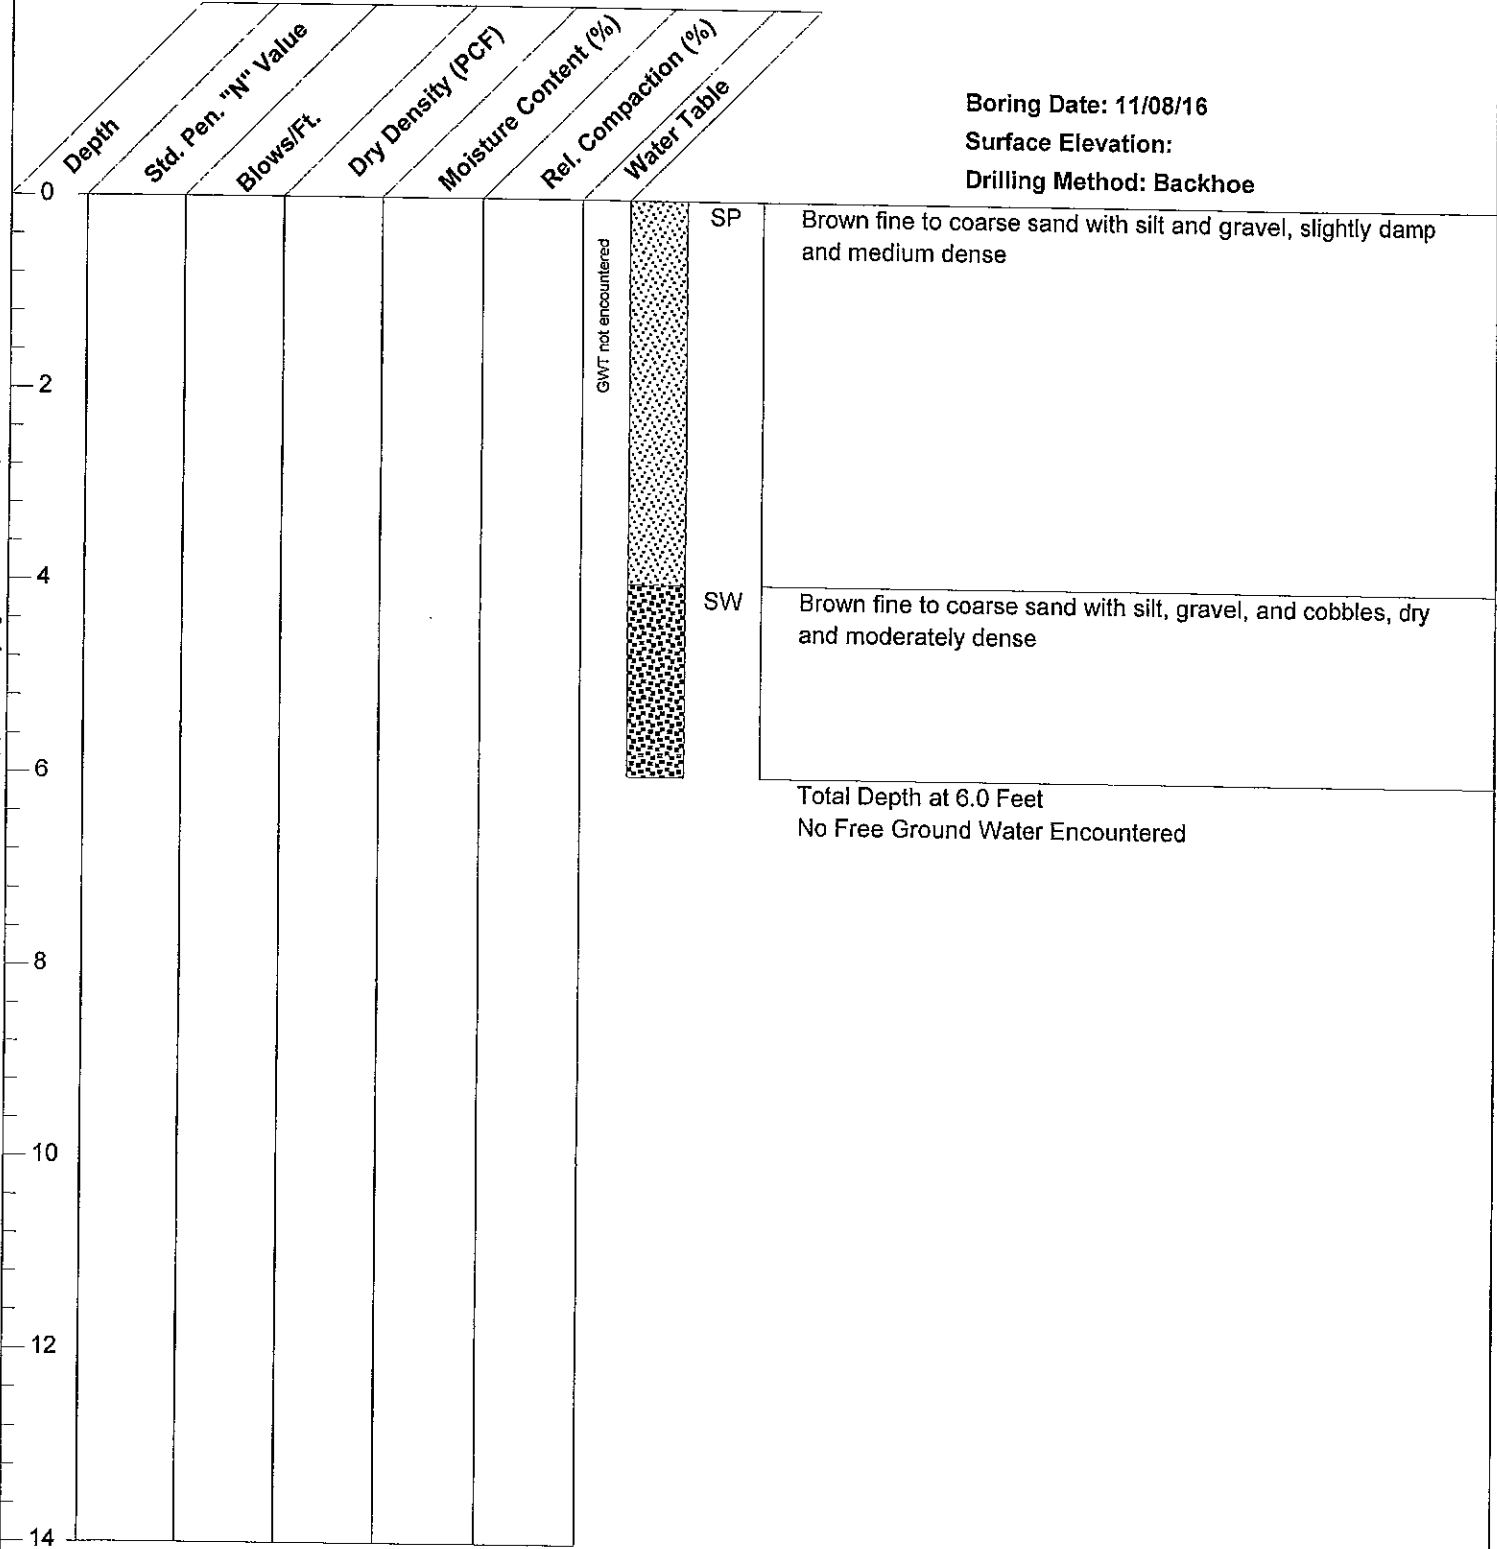 Depth
Std. Pen. "N" Value
Blows/Ft.
Dry Density (PCF)
Moisture Content (%)
Rel. Compaction (%)
Water Table
Boring Date: 11/08/16
Surface Elevation:
Drilling Method: Backhoe
0
GWT not encountered
SP
Brown fine to coarse sand with silt and gravel, slightly damp
and medium dense
2
4
SW
Brown fine to coarse sand with silt, gravel, and cobbles, dry
and moderately dense
6
Total Depth at 6.0 Feet
No Free Ground Water Encountered
8
10
12
14